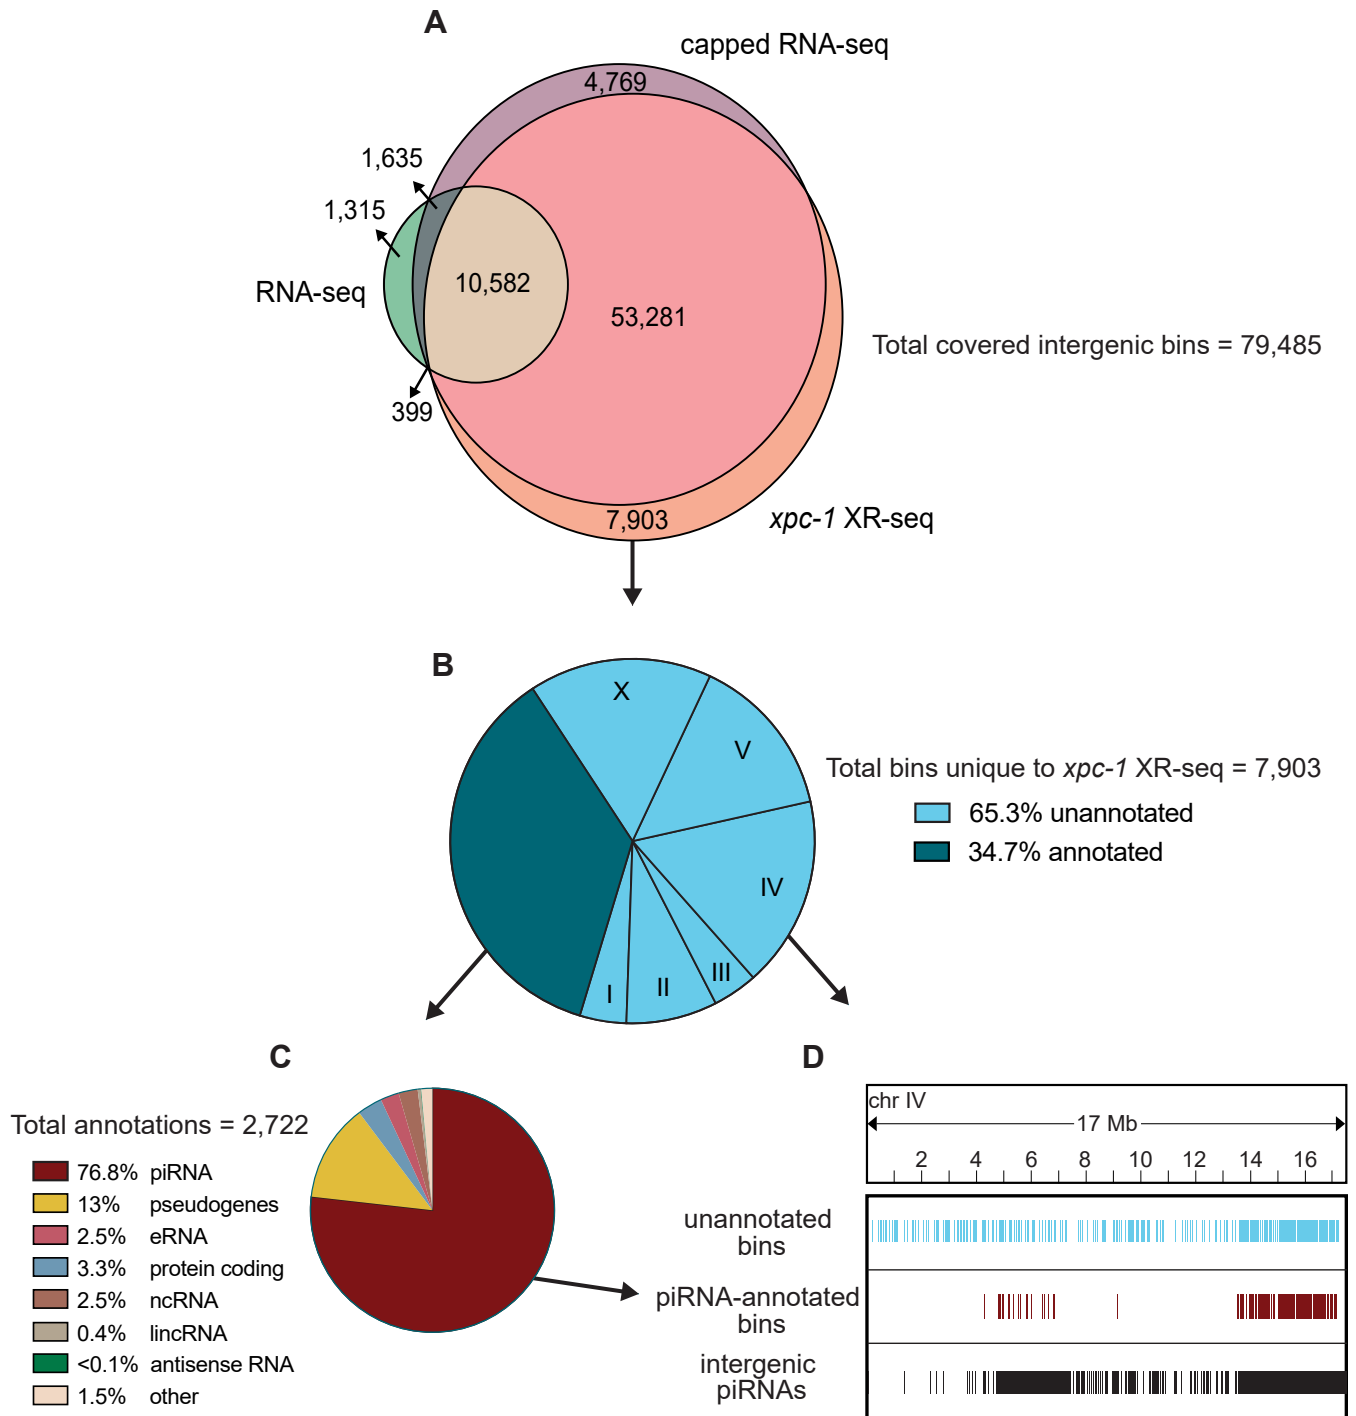 A
capped RNA-seq
4,769
1,635
1,315
RNA-seq
10,582
53,281
Total covered intergenic bins = 79,485
399
7,903
xpc-1 XR-seq
B
X
V
IV
III
II
I
Total bins unique to xpc-1 XR-seq = 7,903
65.3% unannotated
34.7% annotated
C
Total annotations = 2,722
76.8% piRNA
13% pseudogenes
2.5% eRNA
3.3% protein coding
2.5% ncRNA
0.4% lincRNA
<0.1% antisense RNA
1.5% other
D
chr IV
17 Mb
2 4 6 8 10 12 14 16
unannotated
bins
piRNA-annotated
bins
intergenic
piRNAs